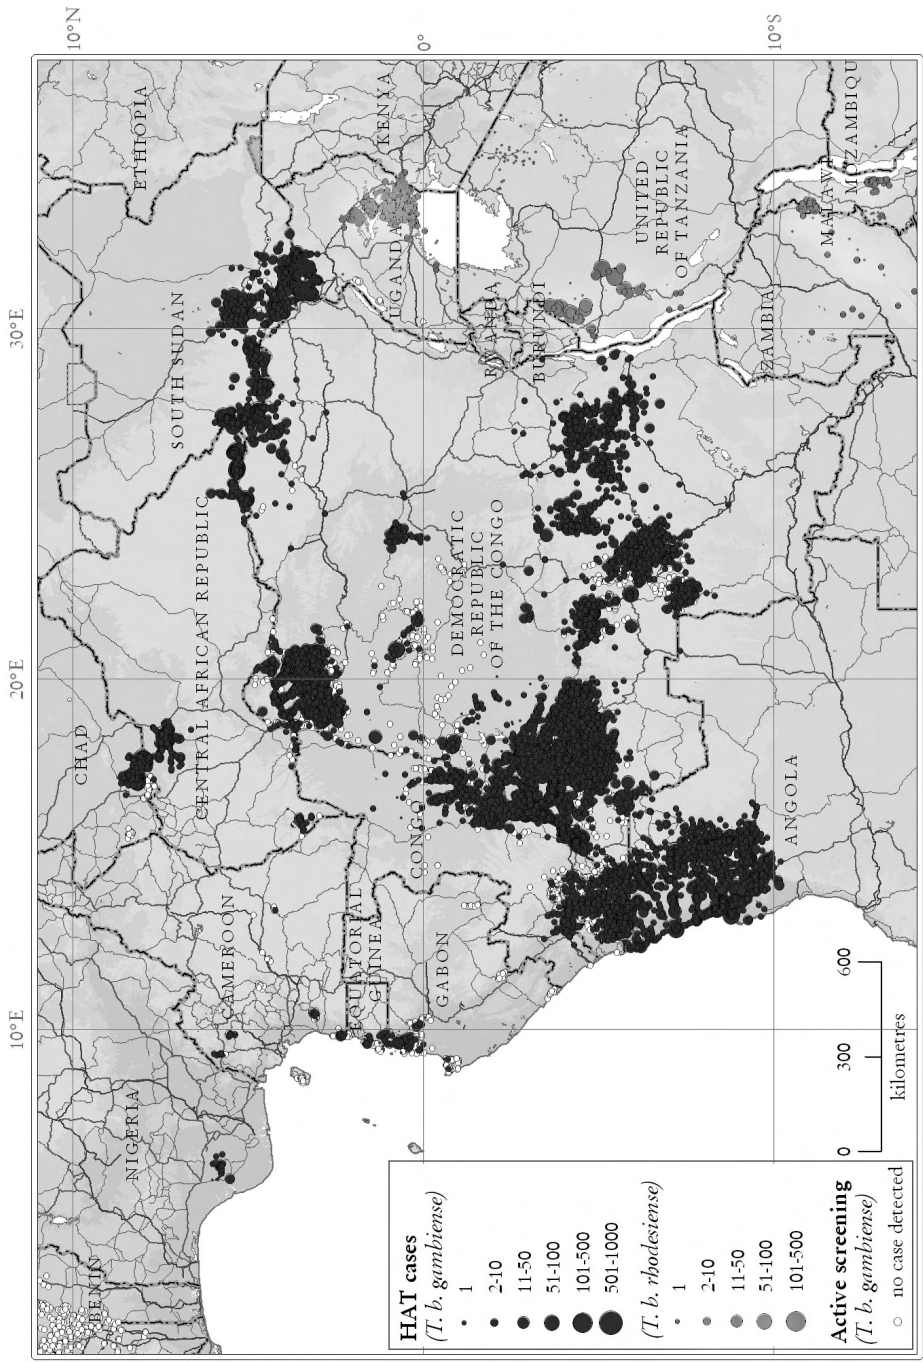 10°E
20°E
30°E
10°N
0°
10°S
CHAD
SOUTH SUDAN
ETHIOPIA
NIGERIA
BENIN
CAMEROON
CENTRAL AFRICAN REPUBLIC
UGANDA
KENYA
EQUATORIAL
GUINEA
GABON
CONGO
DEMOCRATIC
REPUBLIC
OF THE CONGO
RWANDA
BURUNDI
UNITED
REPUBLIC
OF TANZANIA
ANGOLA
ZAMBIA
MALAWI
MOZAMBIQU
HAT cases
(T. b. gambiense)
1
2-10
11-50
51-100
101-500
501-1000
(T. b. rhodesiense)
1
2-10
11-50
51-100
101-500
Active screening
(T. b. gambiense)
no case detected
0 300 600
kilometres